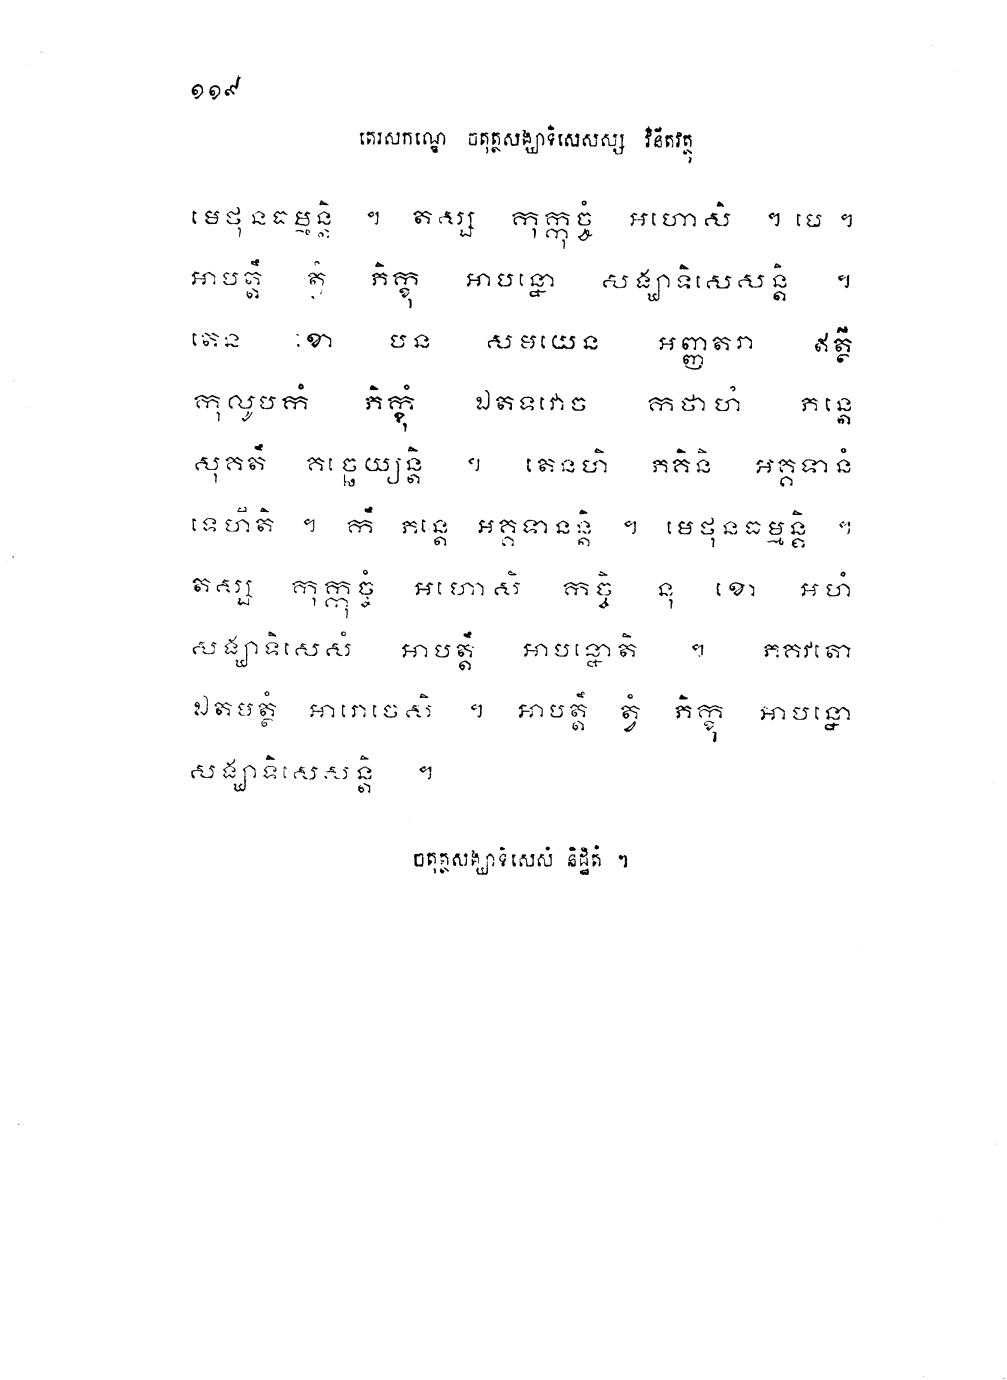 ១១៩
តេរសកណ្ឌេ ចតុត្ថសង្ឃាទិសេសស្ស វិនីតវត្ថុ
មេថុនធម្មន្តិ ។ តស្ស កុក្កុច្ចំ អហោសិ ។ បេ ។
អាបត្តឹ ត្វំ ភិក្ខុ អាបន្នោ សង្ឃាទិសេសន្តិ ។
តេន ខោ បន សមយេន អញ្ញតរា ឥត្ថី
កុលូបកំ ភិក្ខុំ ឯតទវោច កថាហំ ភន្តេ
សុគតឹ គច្ឆេយ្យន្តិ ។ តេនហិ ភគិនិ អគ្គទានំ
ទេហីតិ ។ កឹ ភន្តេ អគ្គទានន្តិ ។ មេថុនធម្មន្តិ ។
តស្ស កុក្កុច្ចំ អហោសិ កច្ចិ នុ ខោ អហំ
សង្ឃាទិសេសំ អាបត្តឹ អាបន្នោតិ ។ ភគវតោ
ឯតមត្ថំ អារោចេសិ ។ អាបត្តឹ ត្វំ ភិក្ខុ អាបន្នោ
សង្ឃាទិសេសន្តិ ។
ចតុត្ថសង្ឃាទិសេសំ និដ្ឋិតំ ។